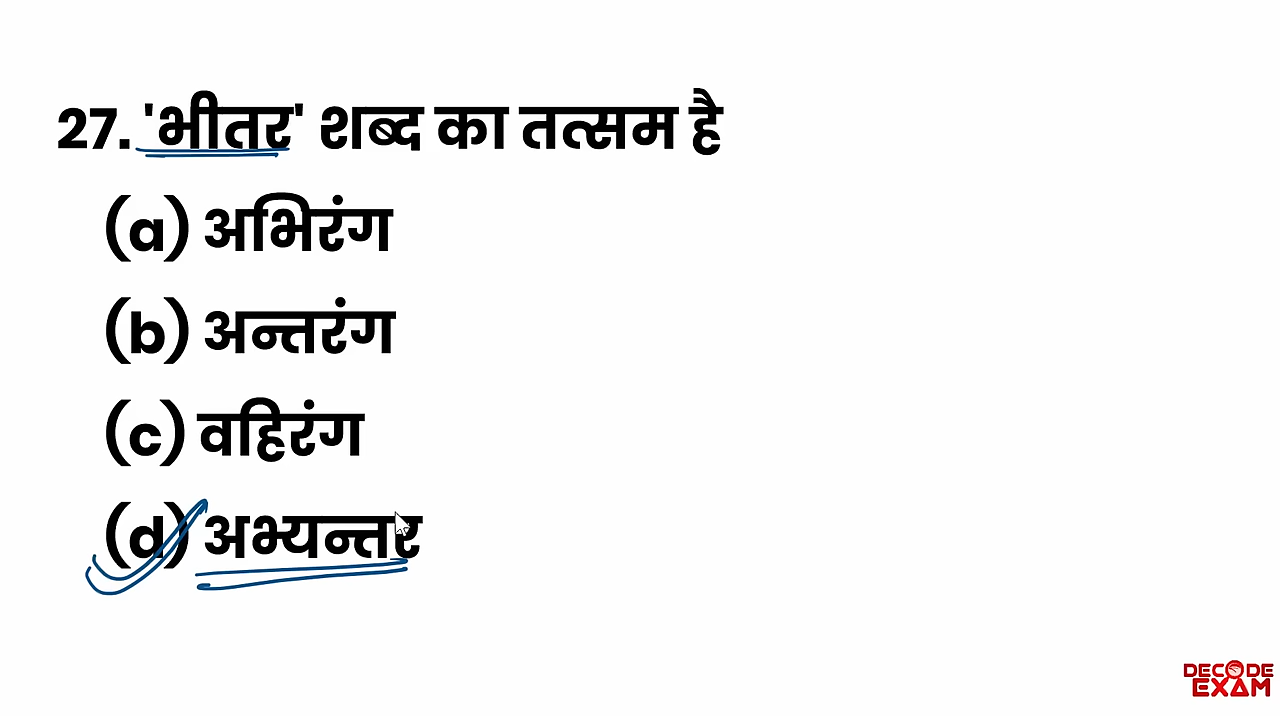 27. 'भीतर' शब्द का तत्सम है
(a) अभिरंग
(b) अन्तरंग
(c) वहिरंग
(d) अभ्यन्तर
DECODE
EXAM